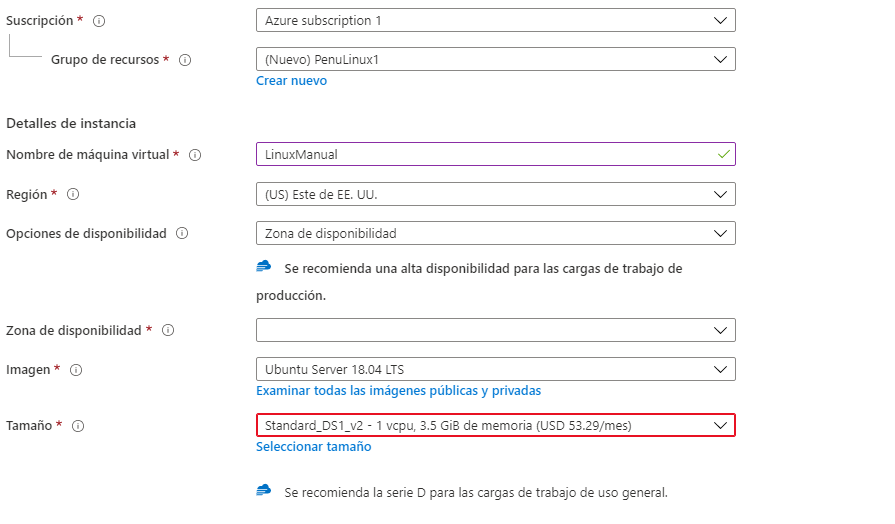 Suscripción *
Azure subscription 1
Grupo de recursos *
(Nuevo) PenuLinux1
Crear nuevo
Detalles de instancia
Nombre de máquina virtual *
LinuxManual
Región *
(US) Este de EE. UU.
Opciones de disponibilidad
Zona de disponibilidad
Se recomienda una alta disponibilidad para las cargas de trabajo de
producción.
Zona de disponibilidad *
Imagen *
Ubuntu Server 18.04 LTS
Examinar todas las imágenes públicas y privadas
Tamaño *
Standard_DS1_v2 - 1 vcpu, 3.5 GiB de memoria (USD 53.29/mes)
Seleccionar tamaño
Se recomienda la serie D para las cargas de trabajo de uso general.